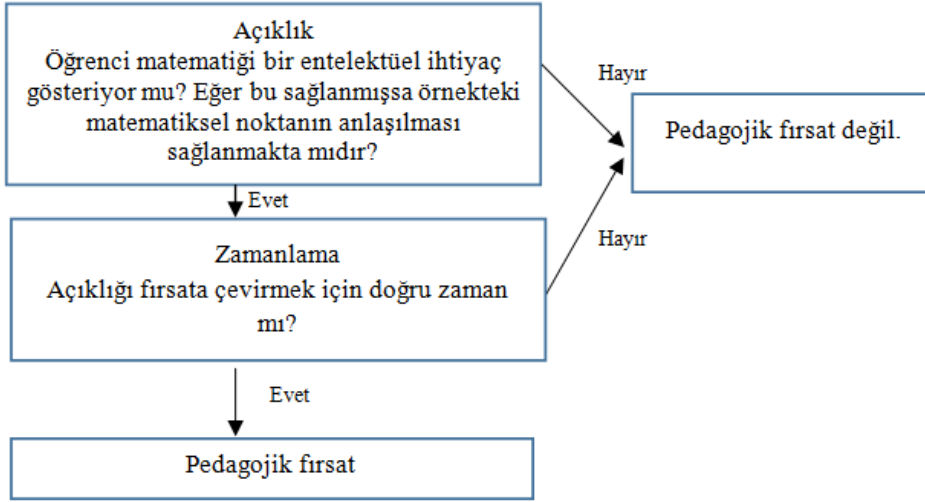 Açıklık
Öğrenci matematiği bir entelektüel ihtiyaç
gösteriyor mu? Eğer bu sağlanmışsa örnekteki
matematiksel noktanın anlaşılması
sağlanmakta mıdır?
Hayır
Pedagojik fırsat değil.
Evet
Zamanlama
Açıklığı fırsata çevirmek için doğru zaman
mı?
Hayır
Evet
Pedagojik fırsat